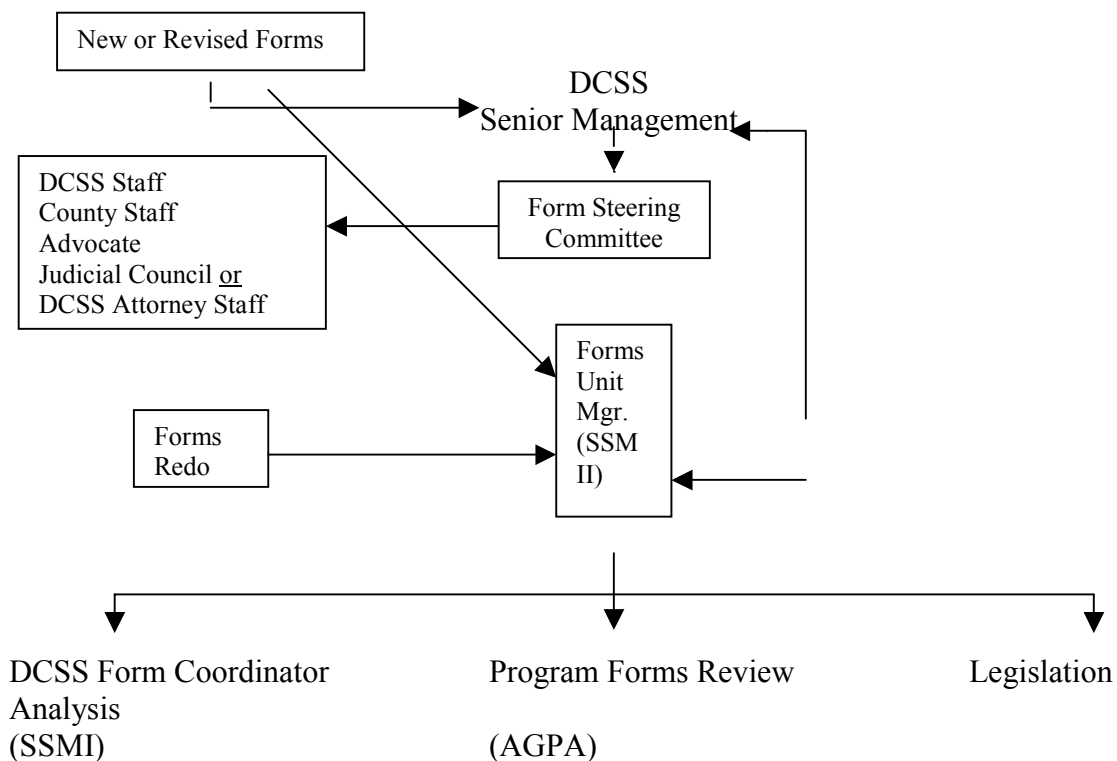 New or Revised Forms
DCSS
Senior Management
DCSS Staff
County Staff
Advocate
Judicial Council or
DCSS Attorney Staff
Form Steering
Committee
Forms
Unit
Mgr.
(SSM
II)
Forms
Redo
DCSS Form Coordinator
Analysis
(SSMI)
Program Forms Review
(AGPA)
Legislation